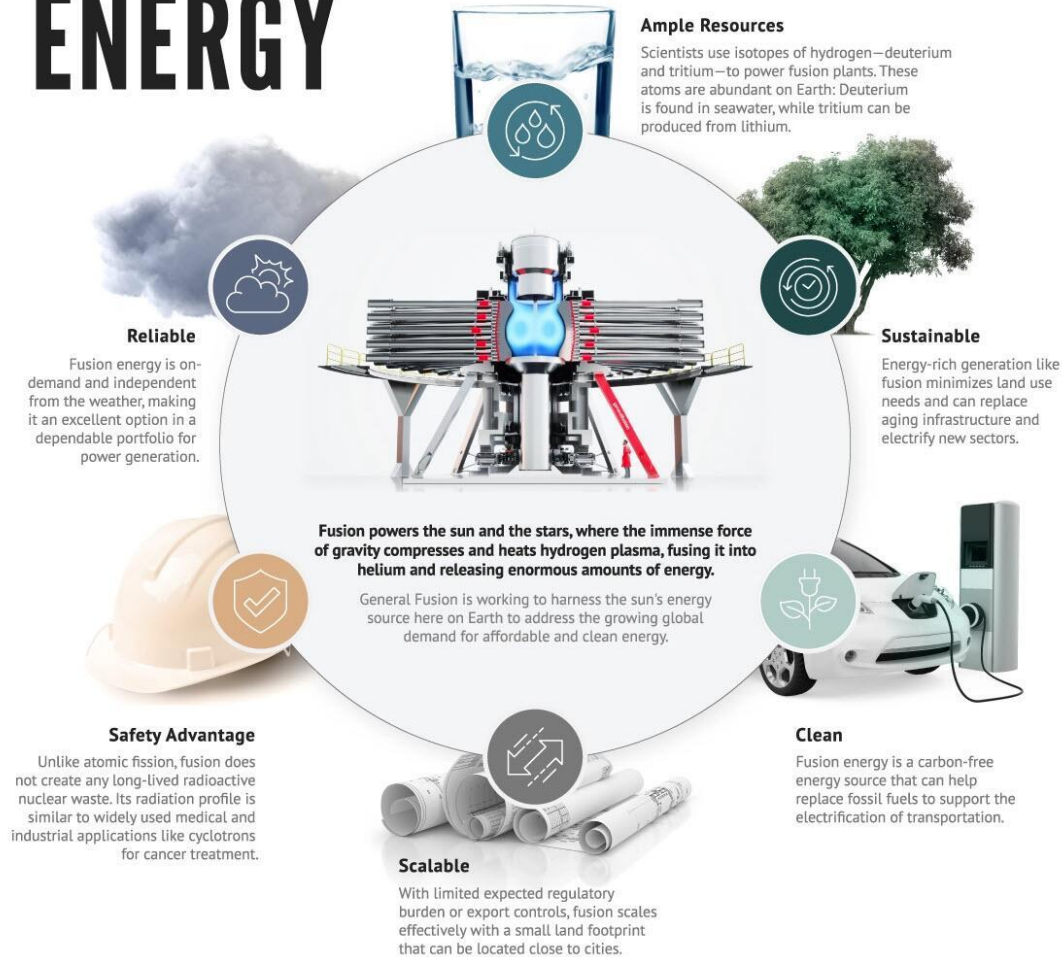 ENERGY
Ample Resources
Scientists use isotopes of hydrogen—deuterium
and tritium—to power fusion plants. These
atoms are abundant on Earth: Deuterium
is found in seawater, while tritium can be
produced from lithium.
Reliable
Fusion energy is on-
demand and independent
from the weather, making
it an excellent option in a
dependable portfolio for
power generation.
Sustainable
Energy-rich generation like
fusion minimizes land use
needs and can replace
aging infrastructure and
electrify new sectors.
Fusion powers the sun and the stars, where the immense force
of gravity compresses and heats hydrogen plasma, fusing it into
helium and releasing enormous amounts of energy.
General Fusion is working to harness the sun's energy
source here on Earth to address the growing global
demand for affordable and clean energy.
Safety Advantage
Unlike atomic fission, fusion does
not create any long-lived radioactive
nuclear waste. Its radiation profile is
similar to widely used medical and
industrial applications like cyclotrons
for cancer treatment.
Clean
Fusion energy is a carbon-free
energy source that can help
replace fossil fuels to support the
electrification of transportation.
Scalable
With limited expected regulatory
burden or export controls, fusion scales
effectively with a small land footprint
that can be located close to cities.